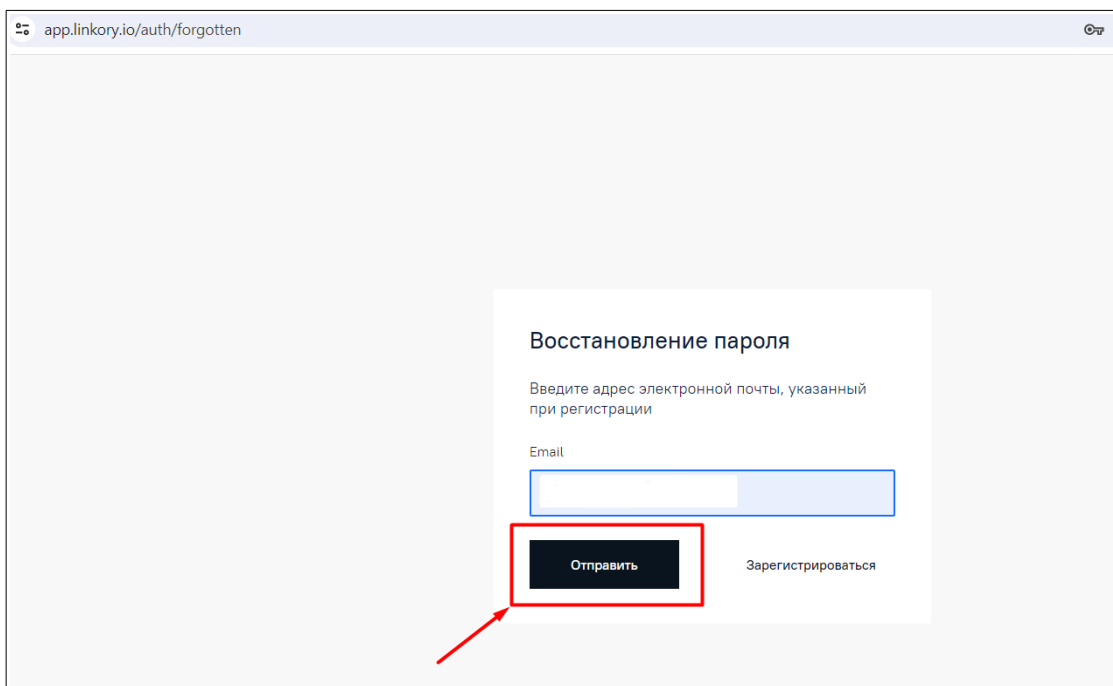 app.linkory.io/auth/forgotten
Восстановление пароля
Введите адрес электронной почты, указанный
при регистрации
Email
Отправить
Зарегистрироваться